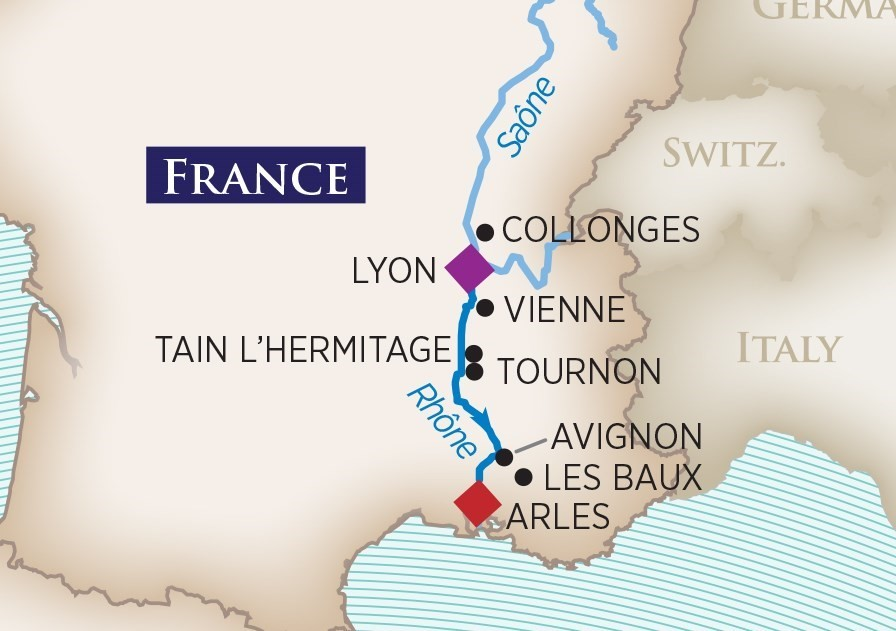 GERMA
Saône
SWITZ.
FRANCE
COLLONGES
LYON
VIENNE
TAIN L’HERMITAGE
ITALY
TOURNON
Rhône
AVIGNON
LES BAUX
ARLES